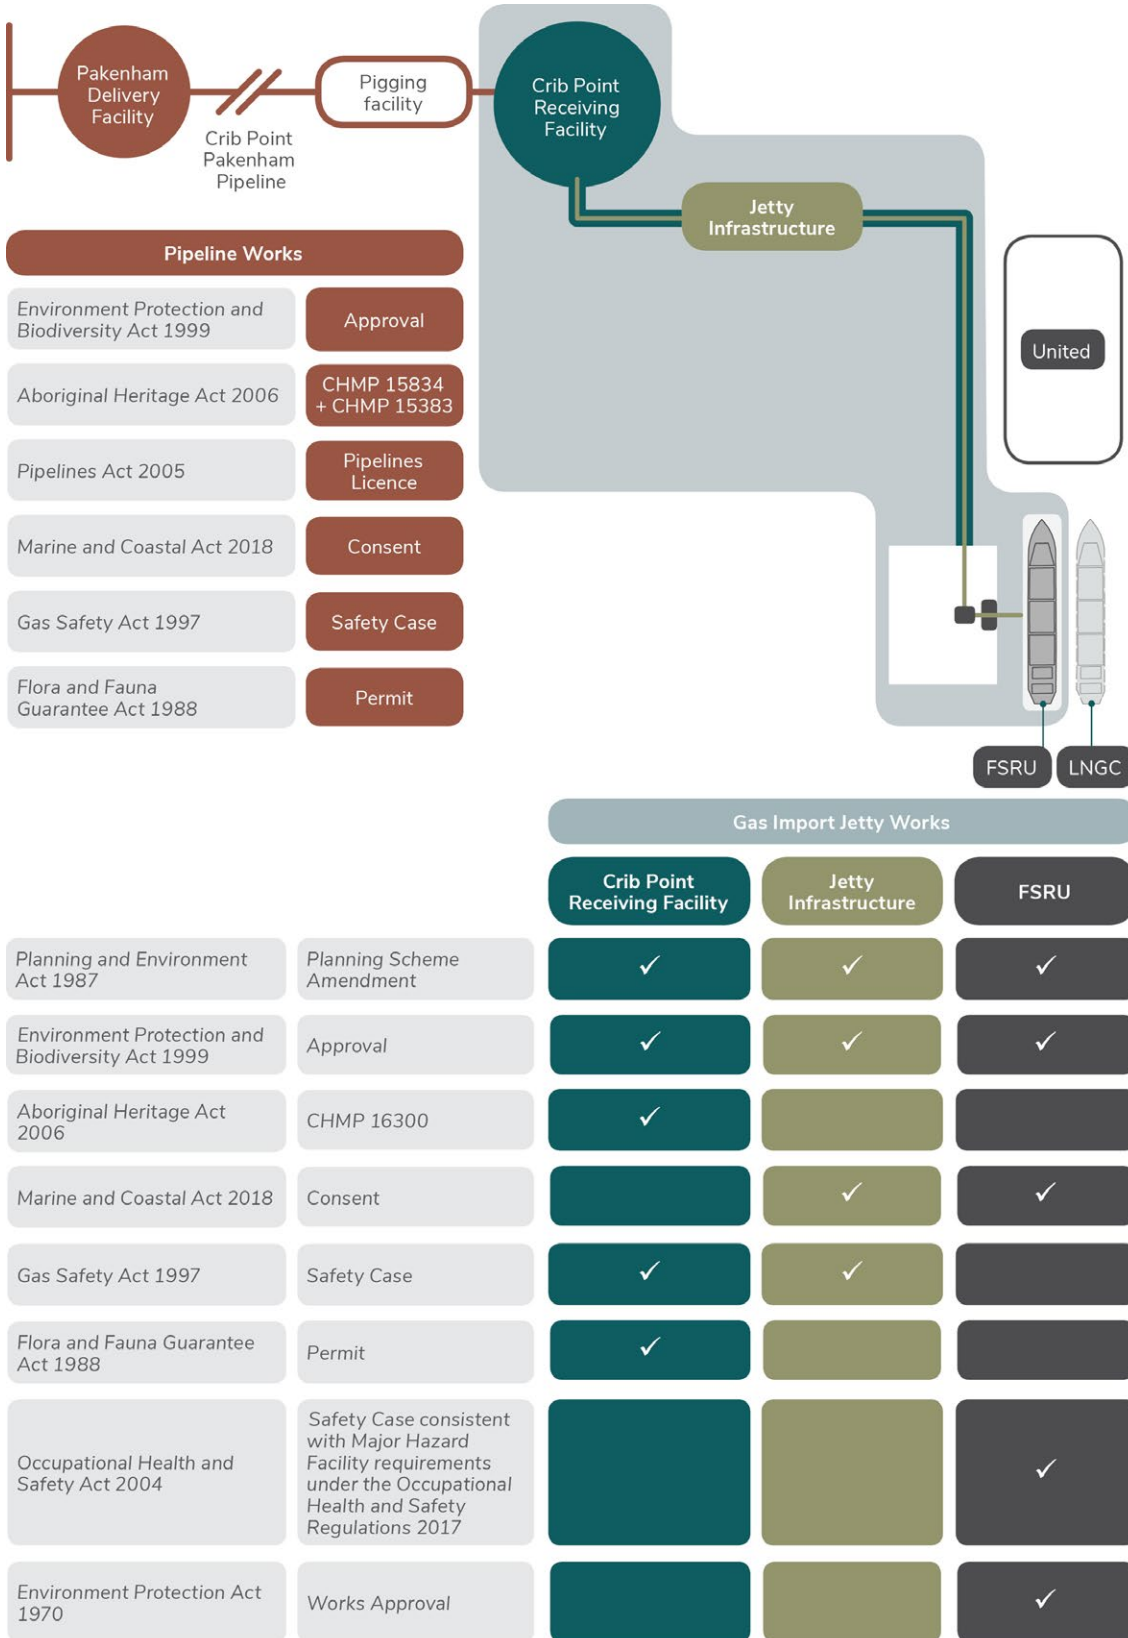 Pakenham
Delivery
Facility
Crib Point
Pakenham
Pipeline
Pigging
facility
Crib Point
Receiving
Facility
Jetty
Infrastructure
United
FSRU
LNGC
Pipeline Works
Environment Protection and
Biodiversity Act 1999
Approval
Aboriginal Heritage Act 2006
CHMP 15834
+ CHMP 15383
Pipelines Act 2005
Pipelines
Licence
Marine and Coastal Act 2018
Consent
Gas Safety Act 1997
Safety Case
Flora and Fauna
Guarantee Act 1988
Permit
Gas Import Jetty Works
Crib Point
Receiving Facility
Jetty
Infrastructure
FSRU
Planning and Environment
Act 1987
Planning Scheme
Amendment
✓
✓
✓
Environment Protection and
Biodiversity Act 1999
Approval
✓
✓
✓
Aboriginal Heritage Act
2006
CHMP 16300
✓
Marine and Coastal Act 2018
Consent
✓
✓
Gas Safety Act 1997
Safety Case
✓
✓
Flora and Fauna Guarantee
Act 1988
Permit
✓
Occupational Health and
Safety Act 2004
Safety Case consistent
with Major Hazard
Facility requirements
under the Occupational
Health and Safety
Regulations 2017
✓
Environment Protection Act
1970
Works Approval
✓